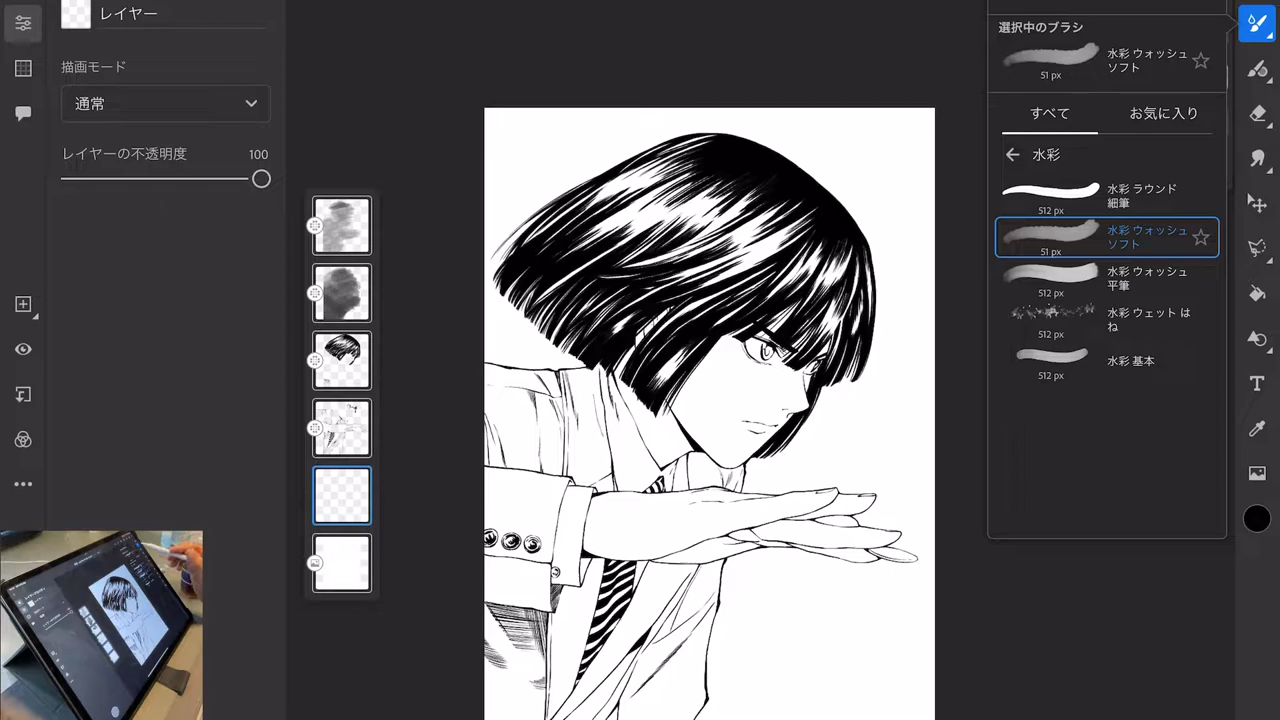 レイヤー
描画モード
通常
レイヤーの不透明度 100
選択中のブラシ
水彩 ウォッシュ
ソフト
51 px
すべて お気に入り
水彩
水彩 ラウンド
細筆
512 px
水彩 ウォッシュ
ソフト
51 px
水彩 ウォッシュ
平筆
512 px
水彩 ウェット は
ね
512 px
水彩 基本
512 px
T